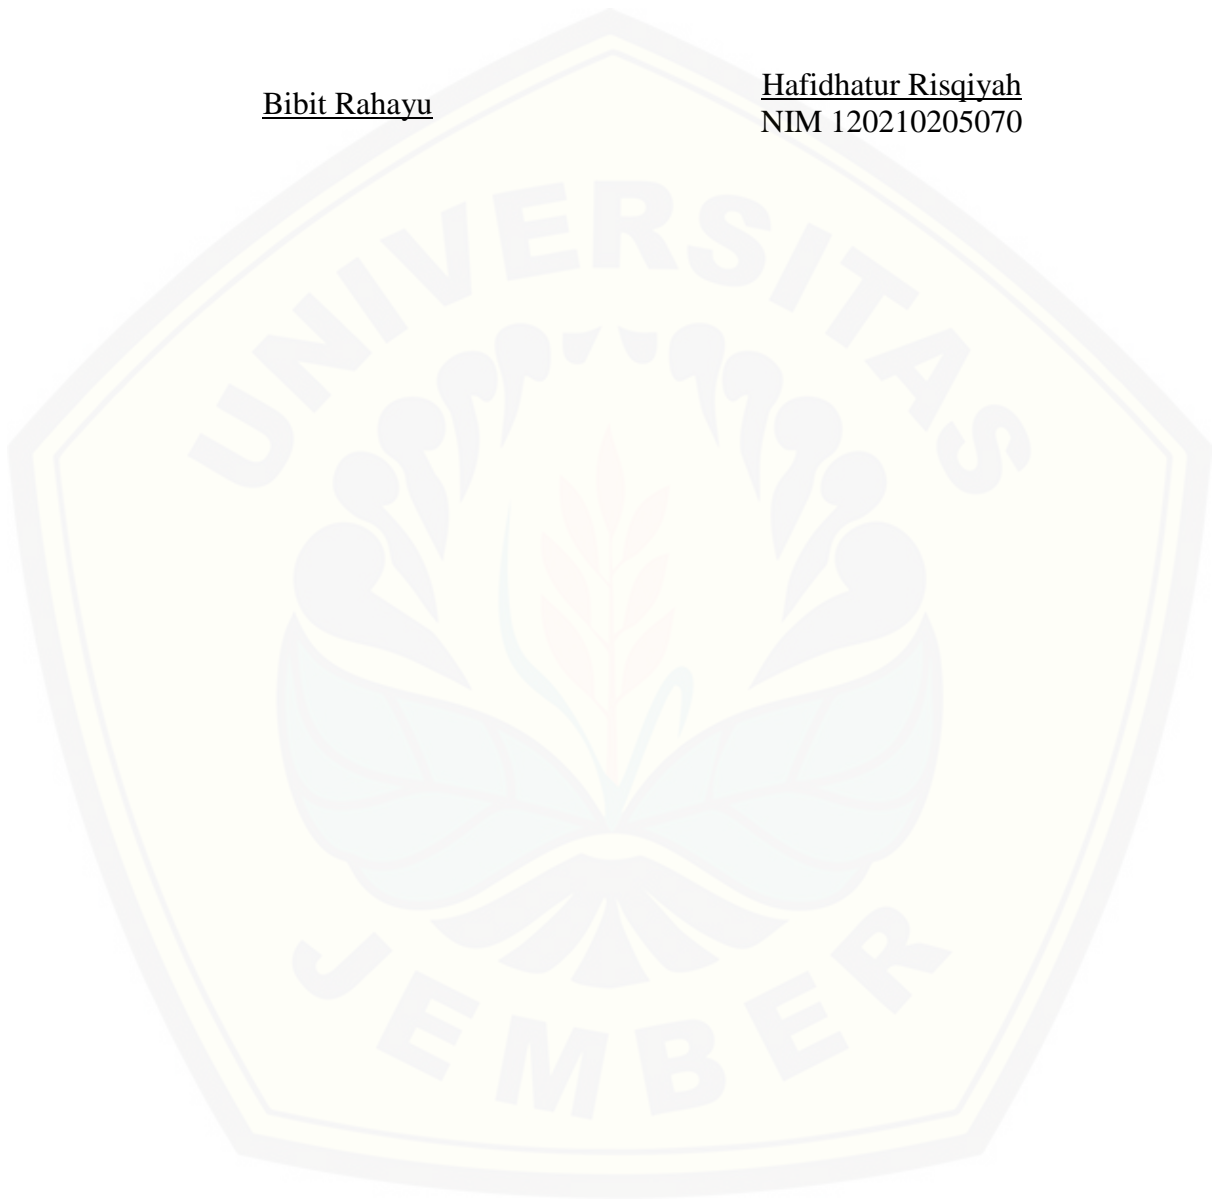 Bibit Rahayu
Hafidhatur Risqiyah
NIM 120210205070
UNIVERSITAS
JEMBER